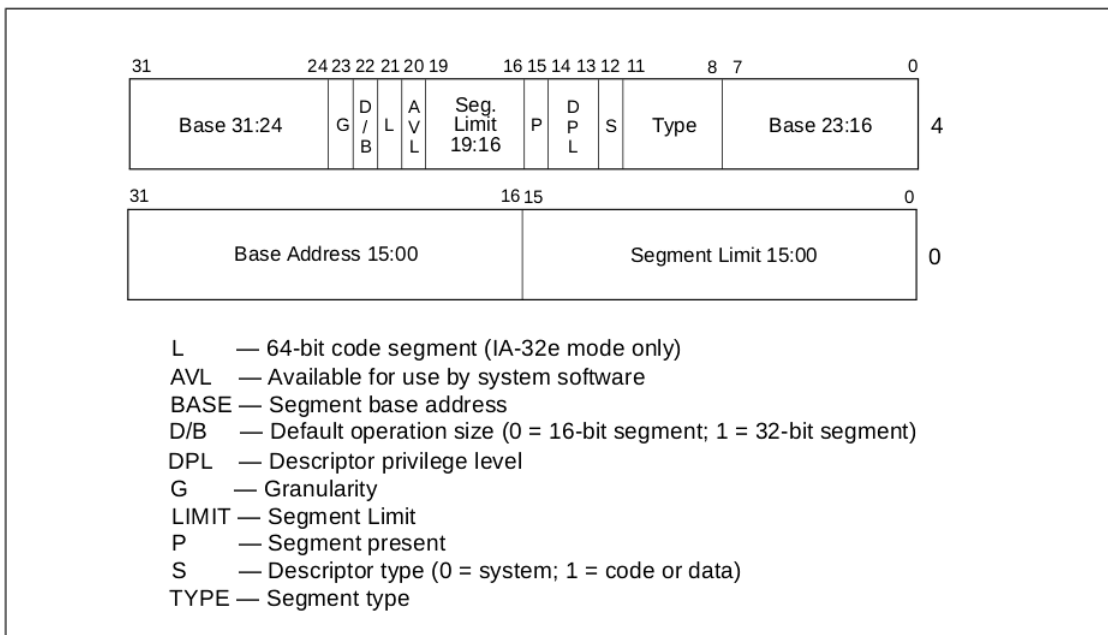 31 24 23 22 21 20 19 16 15 14 13 12 11 8 7 0
Base 31:24 G D/B L AVL Seg. Limit 19:16 P DPL S Type Base 23:16 4
31 16 15 0
Base Address 15:00 Segment Limit 15:00 0
L — 64-bit code segment (IA-32e mode only)
AVL — Available for use by system software
BASE — Segment base address
D/B — Default operation size (0 = 16-bit segment; 1 = 32-bit segment)
DPL — Descriptor privilege level
G — Granularity
LIMIT — Segment Limit
P — Segment present
S — Descriptor type (0 = system; 1 = code or data)
TYPE — Segment type